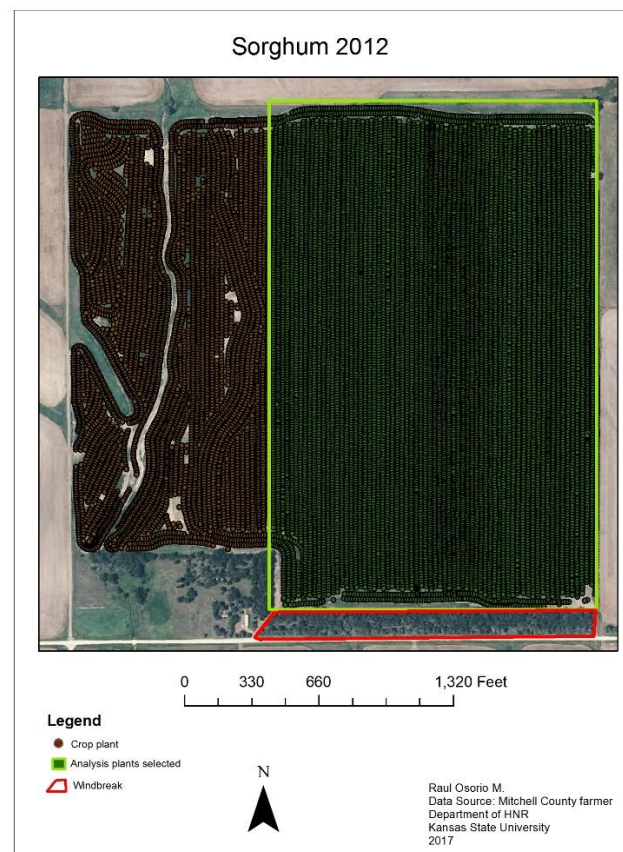 Sorghum 2012
0 330 660 1,320 Feet
Legend
Crop plant
Analysis plants selected
Windbreak
N
Raul Osorio M.
Data Source: Mitchell County farmer
Department of HNR
Kansas State University
2017